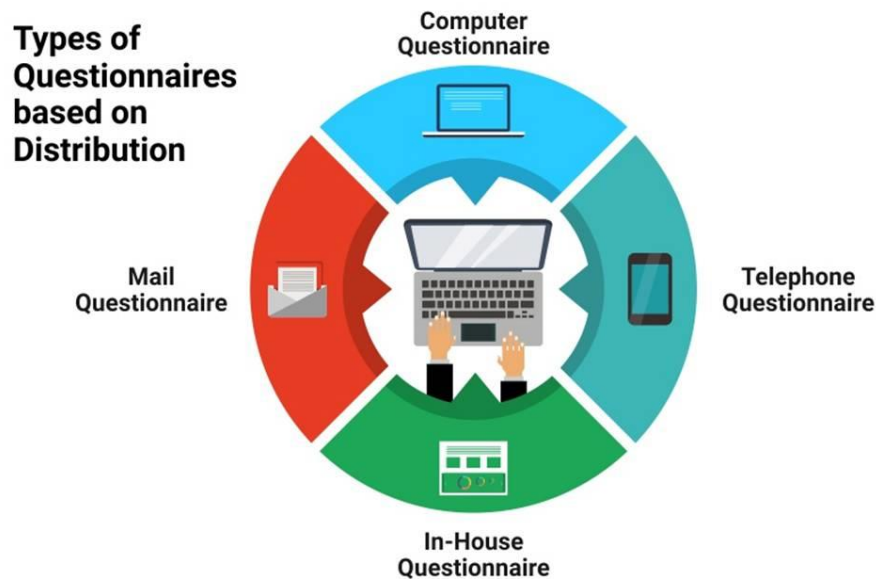 Types of
Questionnaires
based on
Distribution
Computer
Questionnaire
Mail
Questionnaire
Telephone
Questionnaire
In-House
Questionnaire